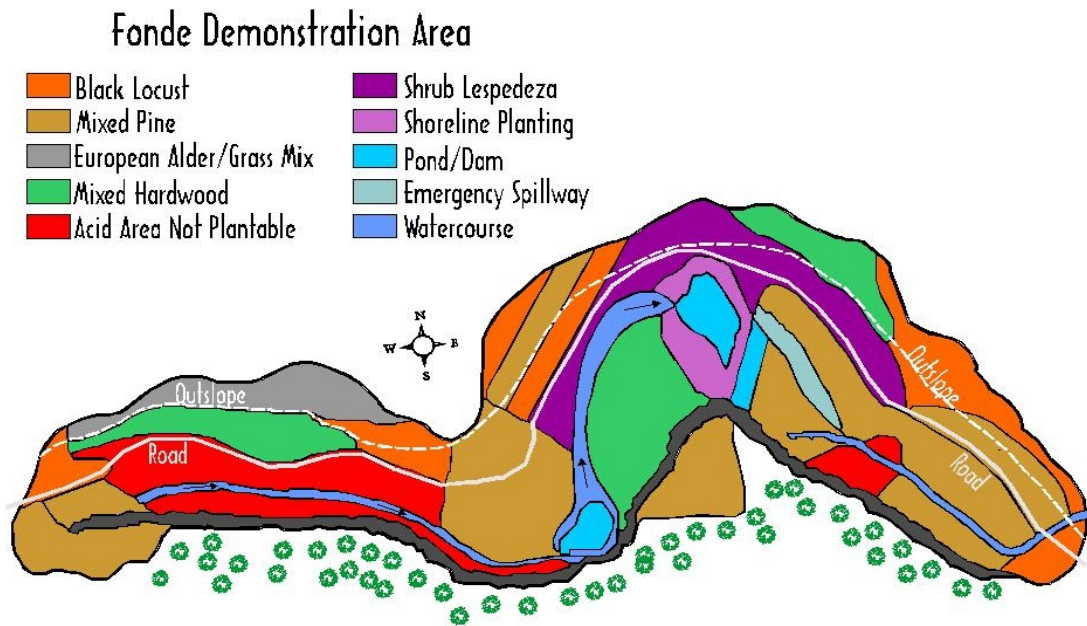 Fonde Demonstration Area
Black Locust
Mixed Pine
European Alder/Grass Mix
Mixed Hardwood
Acid Area Not Plantable
Shrub Lespedeza
Shoreline Planting
Pond/Dam
Emergency Spillway
Watercourse
N
W E
S
Outslope
Road
Outslope
Road